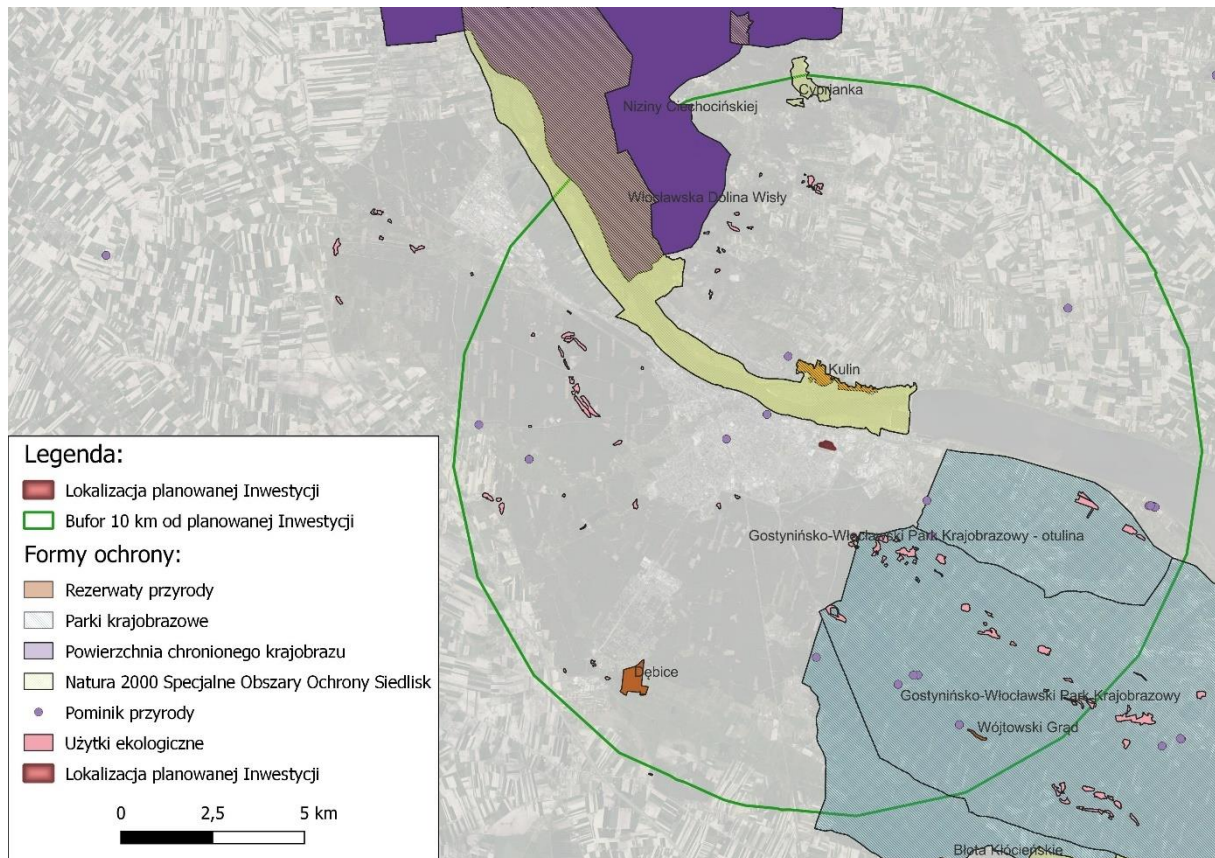 Cyprianka
Niziny Ciechocińskiej
Włocławska Dolina Wisły
Kulin
Gostynińsko-Włocławski Park Krajobrazowy - otulina
Dębice
Gostynińsko-Włocławski Park Krajobrazowy
Wójtowski Grąd
Błota Kłócieńskie
Legenda:
Lokalizacja planowanej Inwestycji
Bufor 10 km od planowanej Inwestycji
Formy ochrony:
Rezerwaty przyrody
Parki krajobrazowe
Powierzchnia chronionego krajobrazu
Natura 2000 Specjalne Obszary Ochrony Siedlisk
Pominik przyrody
Użytki ekologiczne
Lokalizacja planowanej Inwestycji
0 2,5 5 km